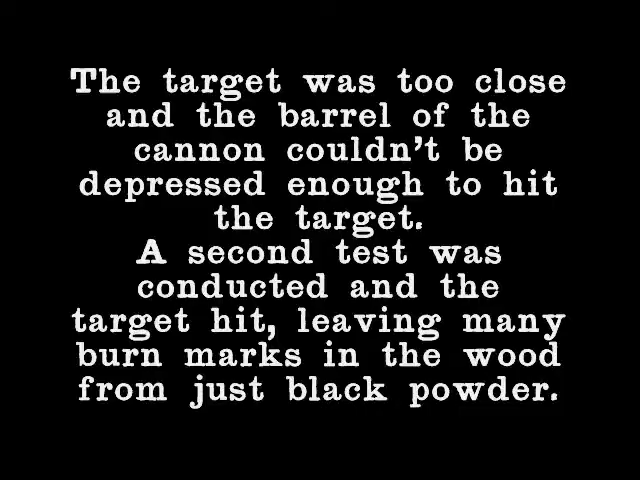 The target was too close
and the barrel of the
cannon couldn't be
depressed enough to hit
the target.
A second test was
conducted and the
target hit, leaving many
burn marks in the wood
from just black powder.